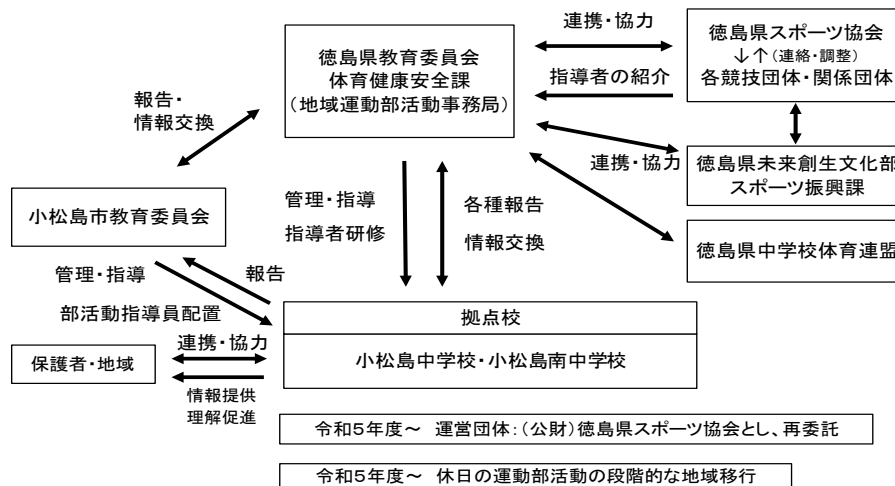 連携・協力
徳島県スポーツ協会
↓↑(連絡・調整)
各競技団体・関係団体
徳島県教育委員会
体育健康安全課
(地域運動部活動事務局)
指導者の紹介
報告・
情報交換
連携・協力
徳島県未来創生文化部
スポーツ振興課
小松島市教育委員会
管理・指導
指導者研修
各種報告
情報交換
徳島県中学校体育連盟
管理・指導
報告
部活動指導員配置
拠点校
小松島中学校・小松島南中学校
連携・協力
保護者・地域
情報提供
理解促進
令和5年度~ 運営団体:(公財)徳島県スポーツ協会とし、再委託
令和5年度~ 休日の運動部活動の段階的な地域移行